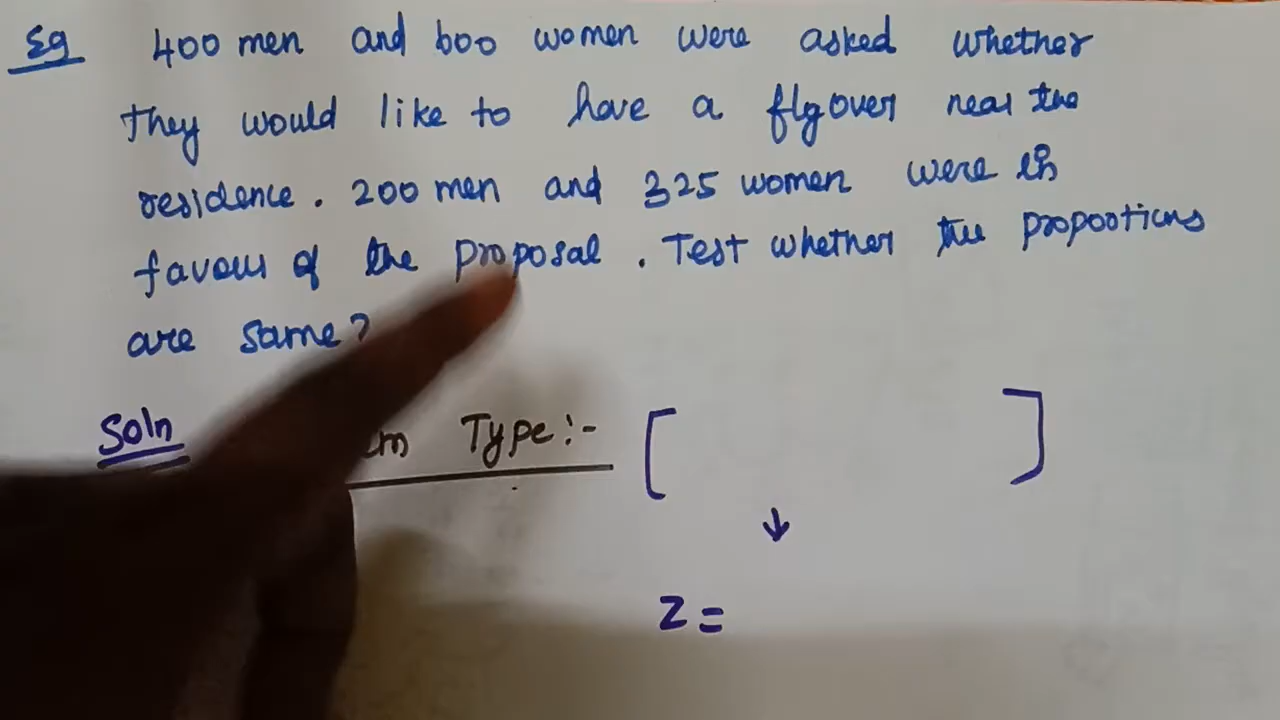 Eg 400 men and 600 women were asked whether
they would like to have a flyover near the
residence. 200 men and 325 women were in
favour of the proposal. Test whether the proportions
are same?
Soln Type:- [ ]
↓
Z =